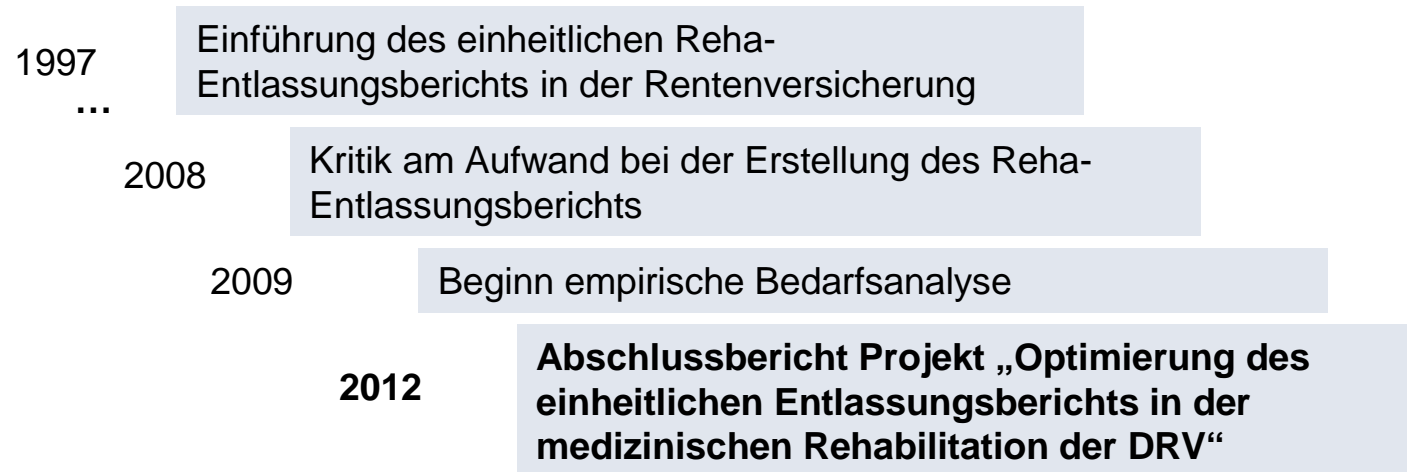 1997
Einführung des einheitlichen Reha-
Entlassungsberichts in der Rentenversicherung
...
2008
Kritik am Aufwand bei der Erstellung des Reha-
Entlassungsberichts
2009
Beginn empirische Bedarfsanalyse
2012
Abschlussbericht Projekt „Optimierung des
einheitlichen Entlassungsberichts in der
medizinischen Rehabilitation der DRV“